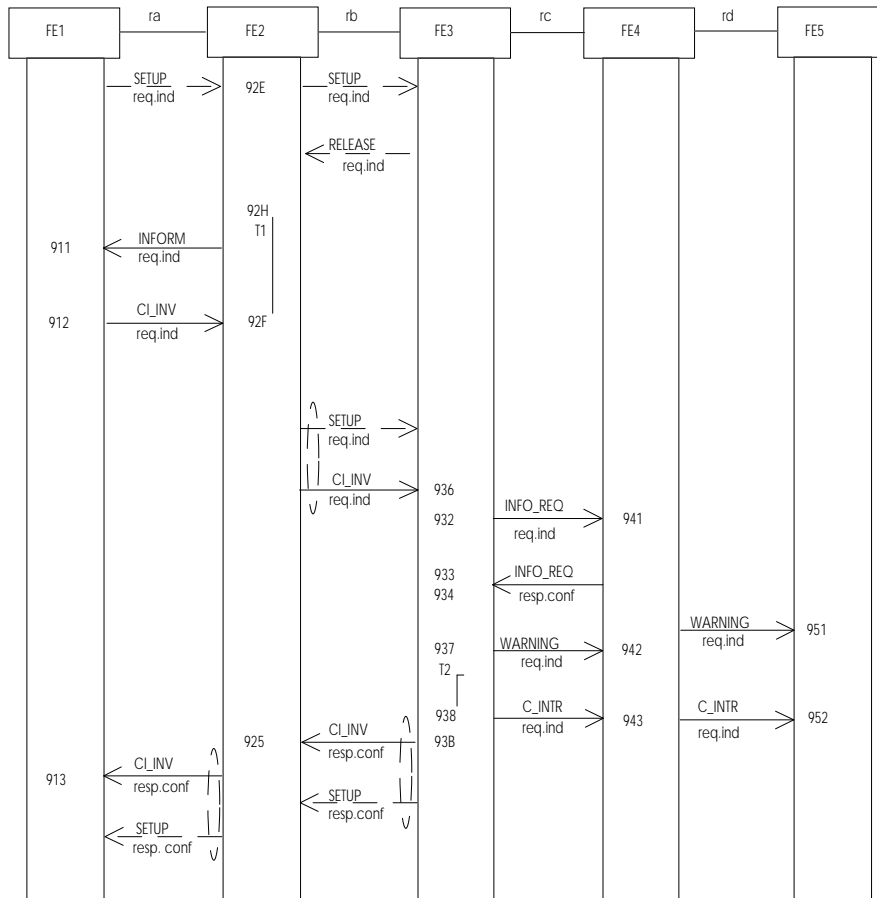 FE1 ra FE2 rb FE3 rc FE4 rd FE5
SETUP 92E SETUP
req.ind req.ind
RELEASE
req.ind
92H
T1
911 INFORM
req.ind
CI_INV
912 92F
req.ind
SETUP
req.ind
CI_INV 936
req.ind INFO_REQ
932 941
req.ind
933 INFO_REQ
934 resp.conf
WARNING 951
937 WARNING 942 req.ind
T2 req.ind
C_INTR C_INTR
938 943 952
CI_INV req.ind req.ind
925 93B
CI_INV resp.conf
913
resp.conf SETUP
resp.conf
SETUP
resp. conf